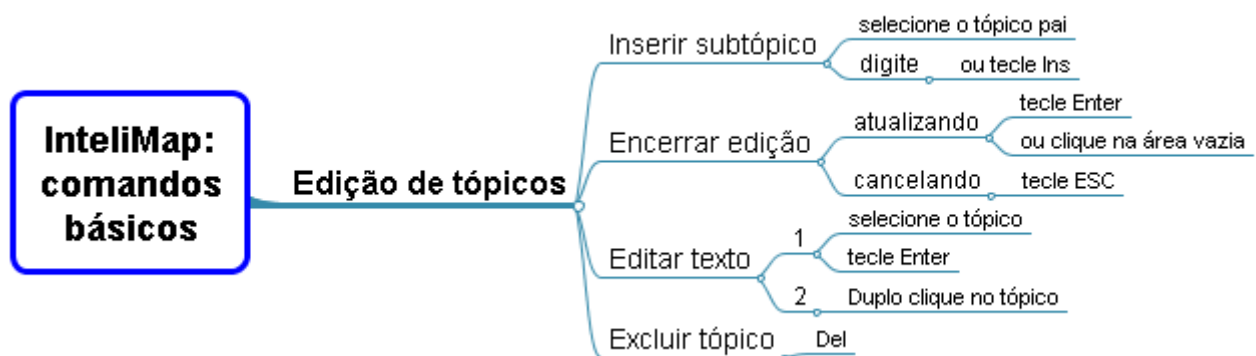 InteliMap:
comandos
básicos
Edição de tópicos
Inserir subtópico
selecione o tópico pai
digite
ou tecle Ins
Encerrar edição
atualizando
tecle Enter
ou clique na área vazia
cancelando
tecle ESC
Editar texto
1
selecione o tópico
tecle Enter
2
Duplo clique no tópico
Excluir tópico
Del